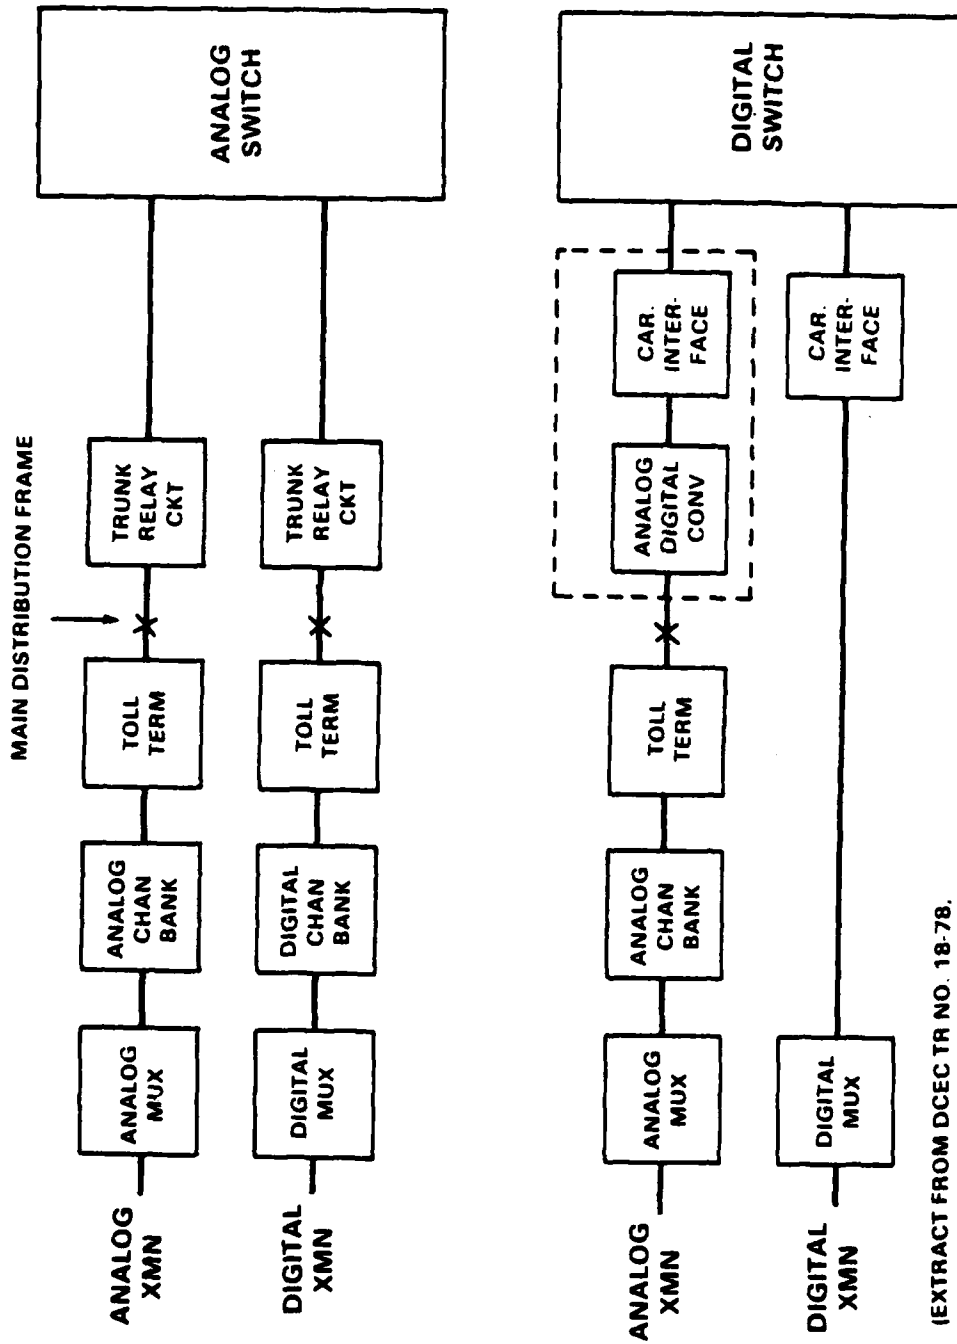 MAIN DISTRIBUTION FRAME
ANALOG
XMN
ANALOG
MUX
ANALOG
CHAN
BANK
TOLL
TERM
TRUNK
RELAY
CKT
ANALOG
SWITCH
DIGITAL
XMN
DIGITAL
MUX
DIGITAL
CHAN
BANK
TOLL
TERM
TRUNK
RELAY
CKT
ANALOG
XMN
ANALOG
MUX
ANALOG
CHAN
BANK
TOLL
TERM
ANALOG
DIGITAL
CONV
CAR.
INTER-
FACE
DIGITAL
SWITCH
DIGITAL
XMN
DIGITAL
MUX
CAR.
INTER-
FACE
(EXTRACT FROM DCEC TR NO. 18-78.